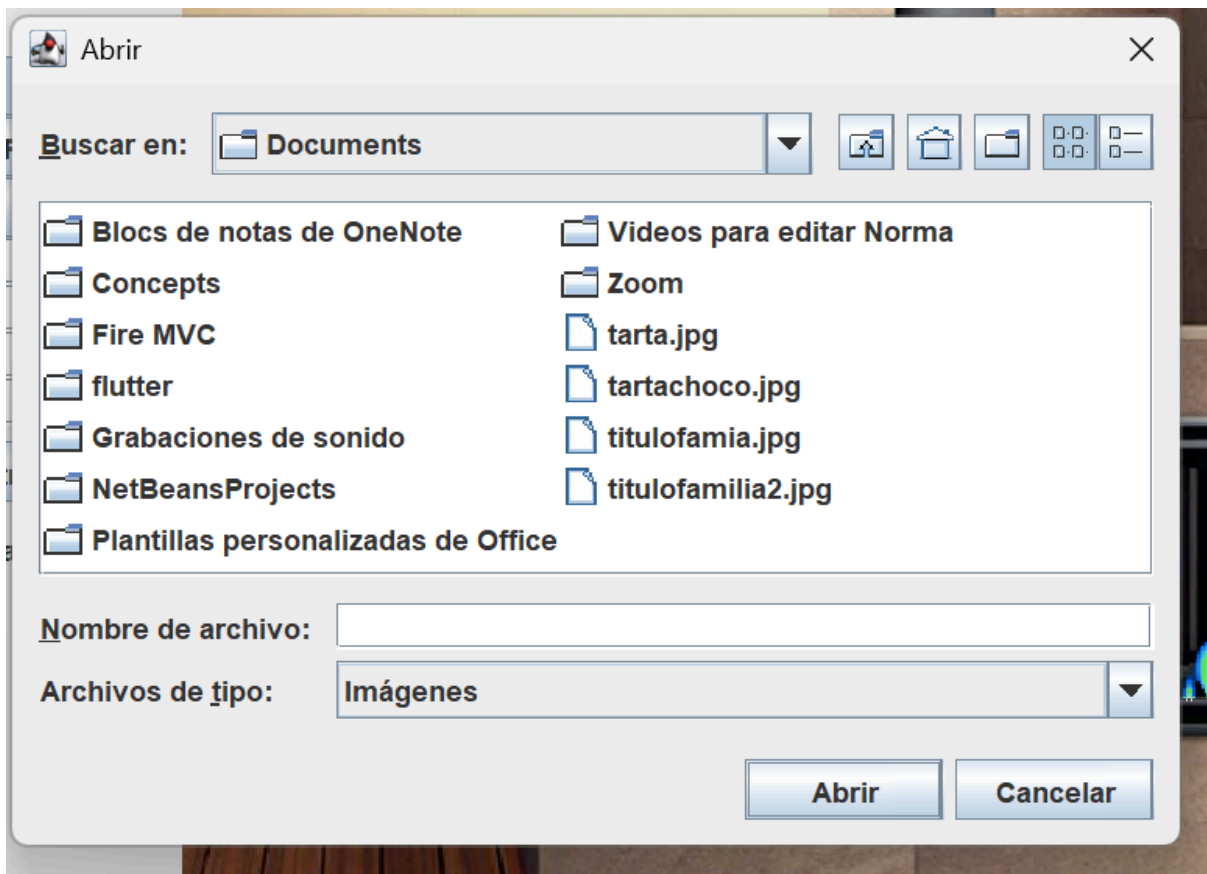 Abrir
Buscar en:
Documents
Blocs de notas de OneNote
Concepts
Fire MVC
flutter
Grabaciones de sonido
NetBeansProjects
Plantillas personalizadas de Office
Videos para editar Norma
Zoom
tarta.jpg
tartachoco.jpg
titulofamia.jpg
titulofamilia2.jpg
Nombre de archivo:
Archivos de tipo:
Imágenes
Abrir
Cancelar